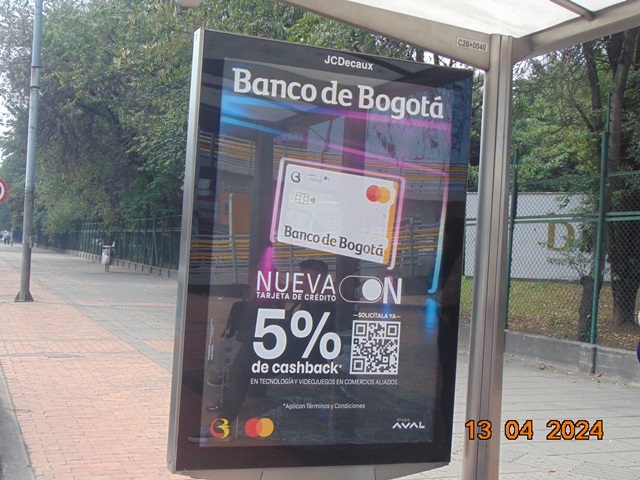 C26+0040
JCDecaux
Banco de Bogotá
Banco de Bogotá
NUEVA ON
TARJETA DE CRÉDITO
5%
de cashback*
—SOLICÍTALA YA—
EN TECNOLOGÍA Y VIDEOJUEGOS EN COMERCIOS ALIADOS.
*Aplican Términos y Condiciones
Grupo
AVAL
13 04 2024